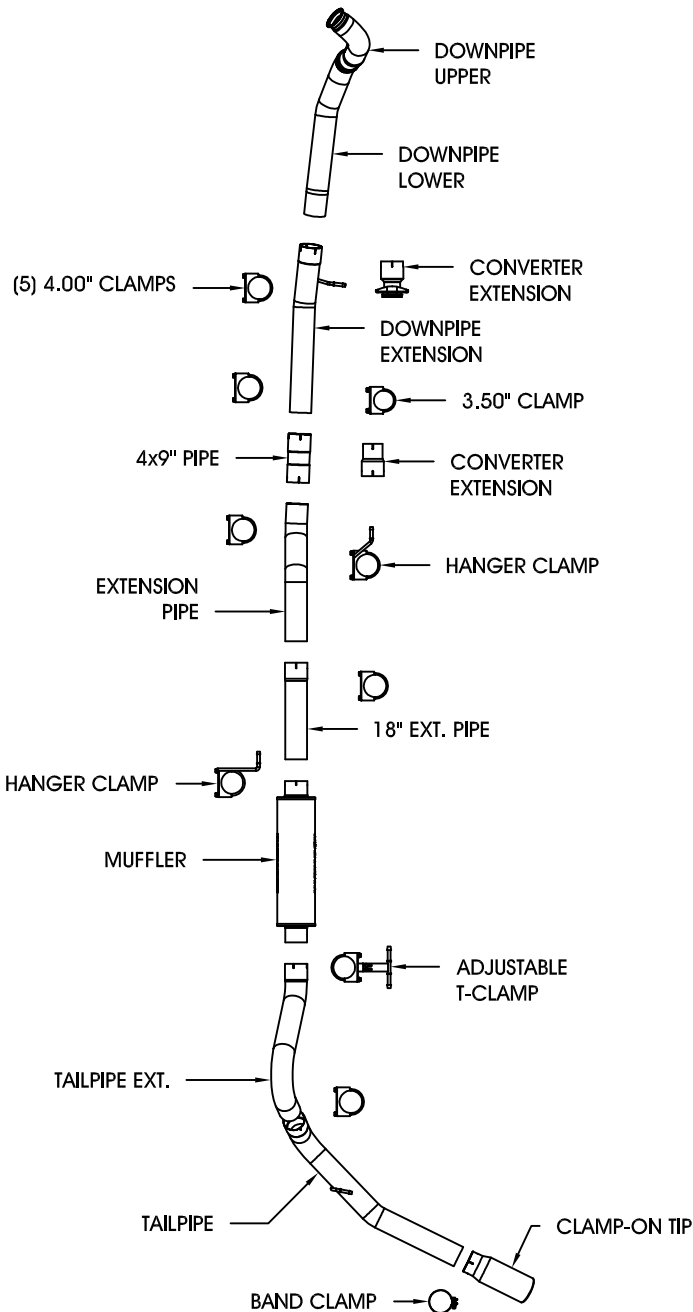 DOWNPIPE
UPPER
DOWNPIPE
LOWER
(5) 4.00" CLAMPS
CONVERTER
EXTENSION
DOWNPIPE
EXTENSION
3.50" CLAMP
4x9" PIPE
CONVERTER
EXTENSION
HANGER CLAMP
EXTENSION
PIPE
18" EXT. PIPE
HANGER CLAMP
MUFFLER
ADJUSTABLE
T-CLAMP
TAILPIPE EXT.
TAILPIPE
CLAMP-ON TIP
BAND CLAMP